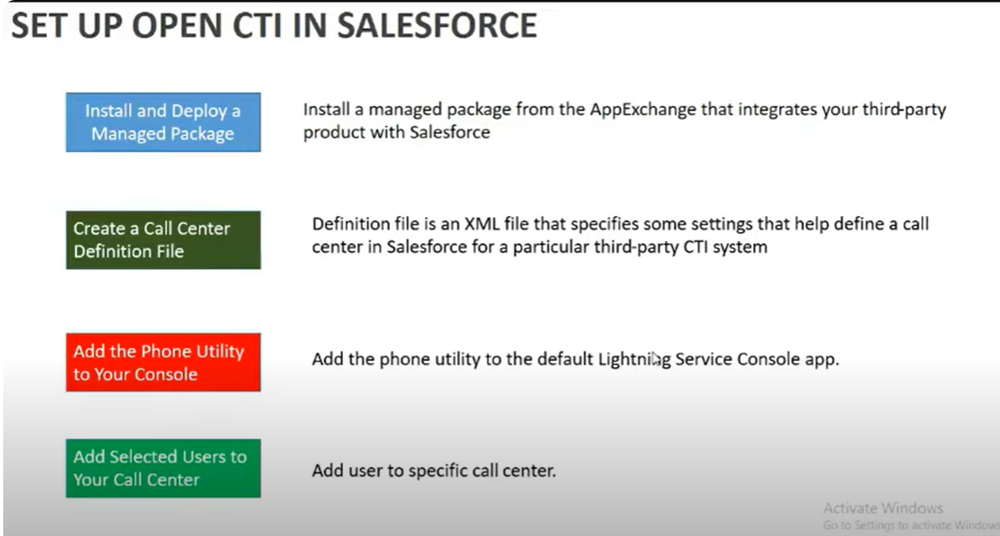 SET UP OPEN CTI IN SALESFORCE
Install and Deploy a
Managed Package
Install a managed package from the AppExchange that integrates your third-party
product with Salesforce
Create a Call Center
Definition File
Definition file is an XML file that specifies some settings that help define a call
center in Salesforce for a particular third-party CTI system
Add the Phone Utility
to Your Console
Add the phone utility to the default Lightning Service Console app.
Add Selected Users to
Your Call Center
Add user to specific call center.
Activate Windows
Go to Settings to activate Windows